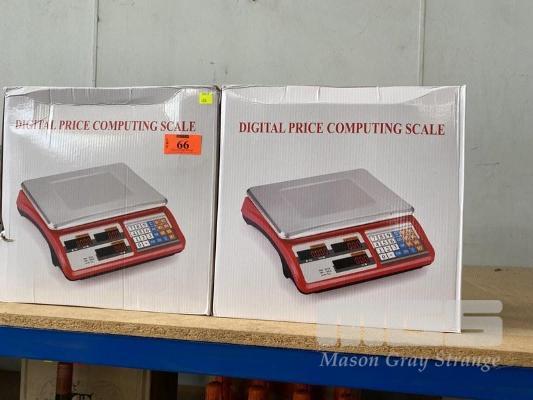 DIGITAL PRICE COMPUTING SCALE
66
DIGITAL PRICE COMPUTING SCALE
MGS
Mason Gray Strange